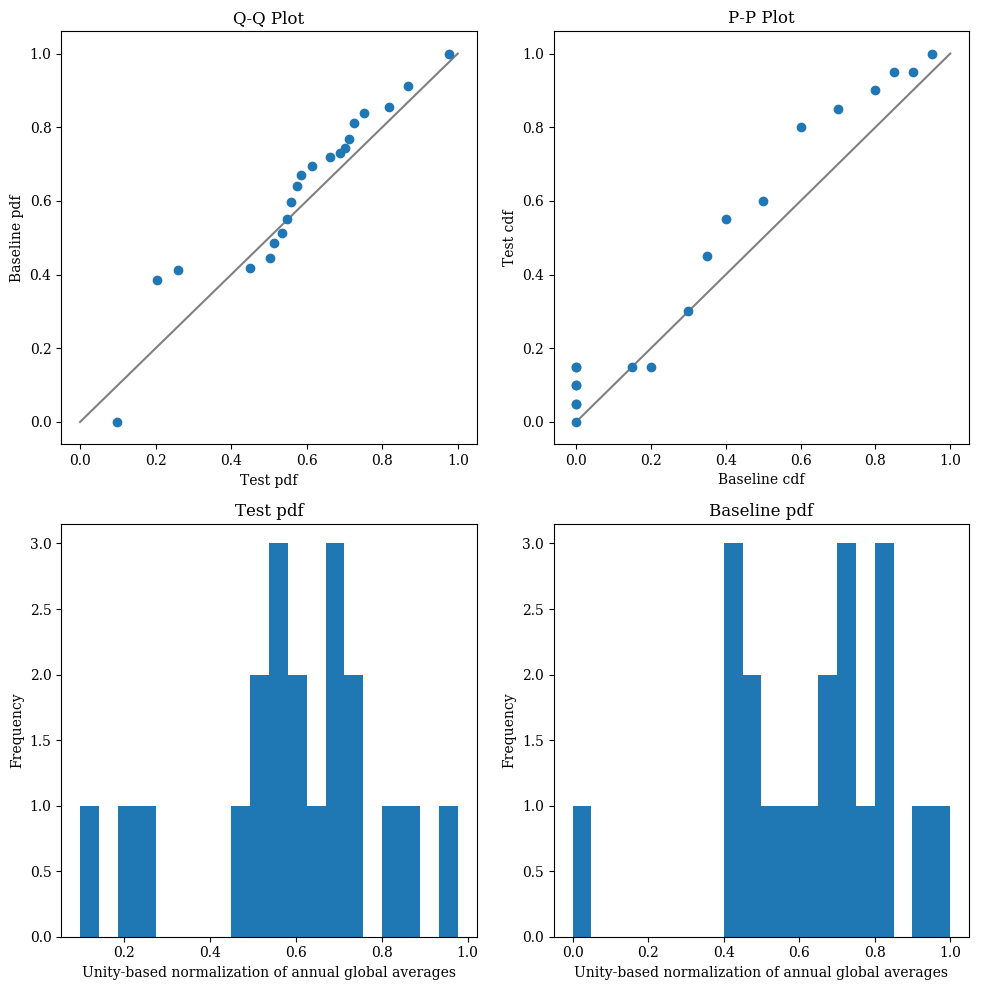 Q-Q Plot
1.0
0.8
0.6
0.4
0.2
0.0
Baseline pdf
0.0 0.2 0.4 0.6 0.8 1.0
Test pdf
P-P Plot
1.0
0.8
0.6
0.4
0.2
0.0
Test cdf
0.0 0.2 0.4 0.6 0.8 1.0
Baseline cdf
Test pdf
3.0
2.5
2.0
1.5
1.0
0.5
0.0
Frequency
0.2 0.4 0.6 0.8 1.0
Unity-based normalization of annual global averages
Baseline pdf
3.0
2.5
2.0
1.5
1.0
0.5
0.0
Frequency
0.0 0.2 0.4 0.6 0.8 1.0
Unity-based normalization of annual global averages